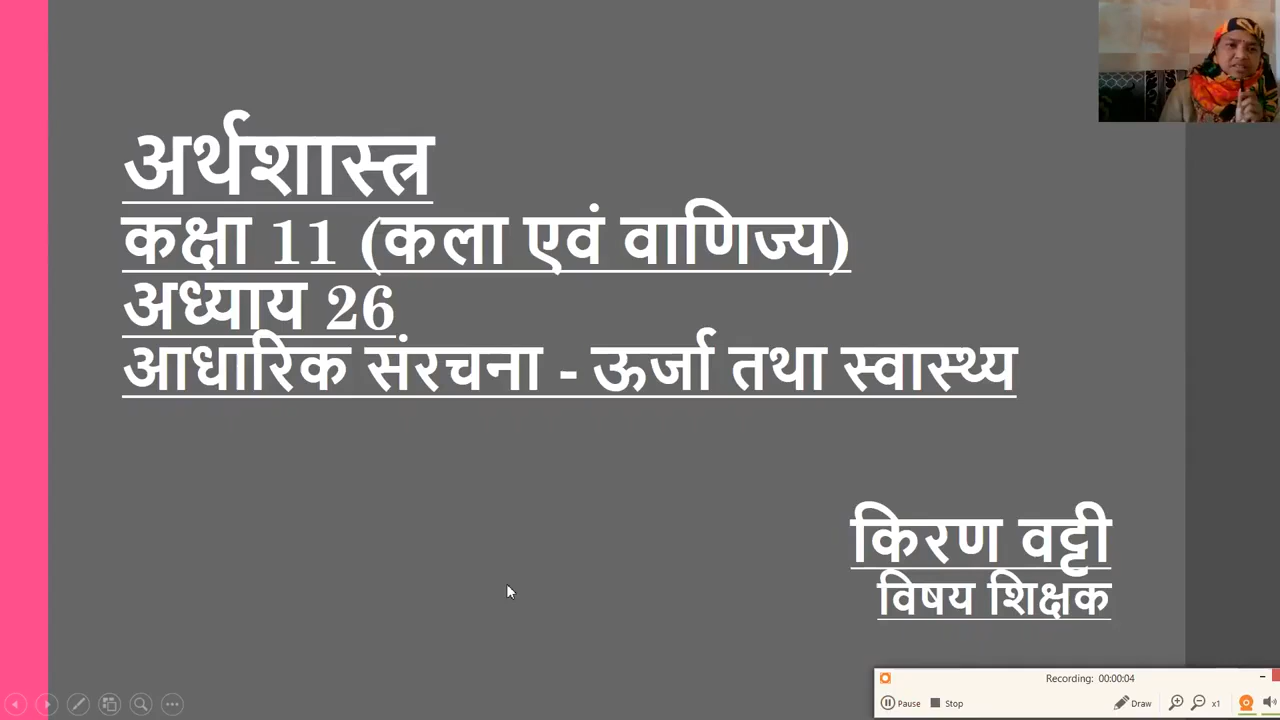 अर्थशास्त्र
कक्षा 11 (कला एवं वाणिज्य)
अध्याय 26
आधारिक संरचना - ऊर्जा तथा स्वास्थ्य
किरण वट्टी
विषय शिक्षक
Recording: 00:00:04
Pause Stop Draw x1